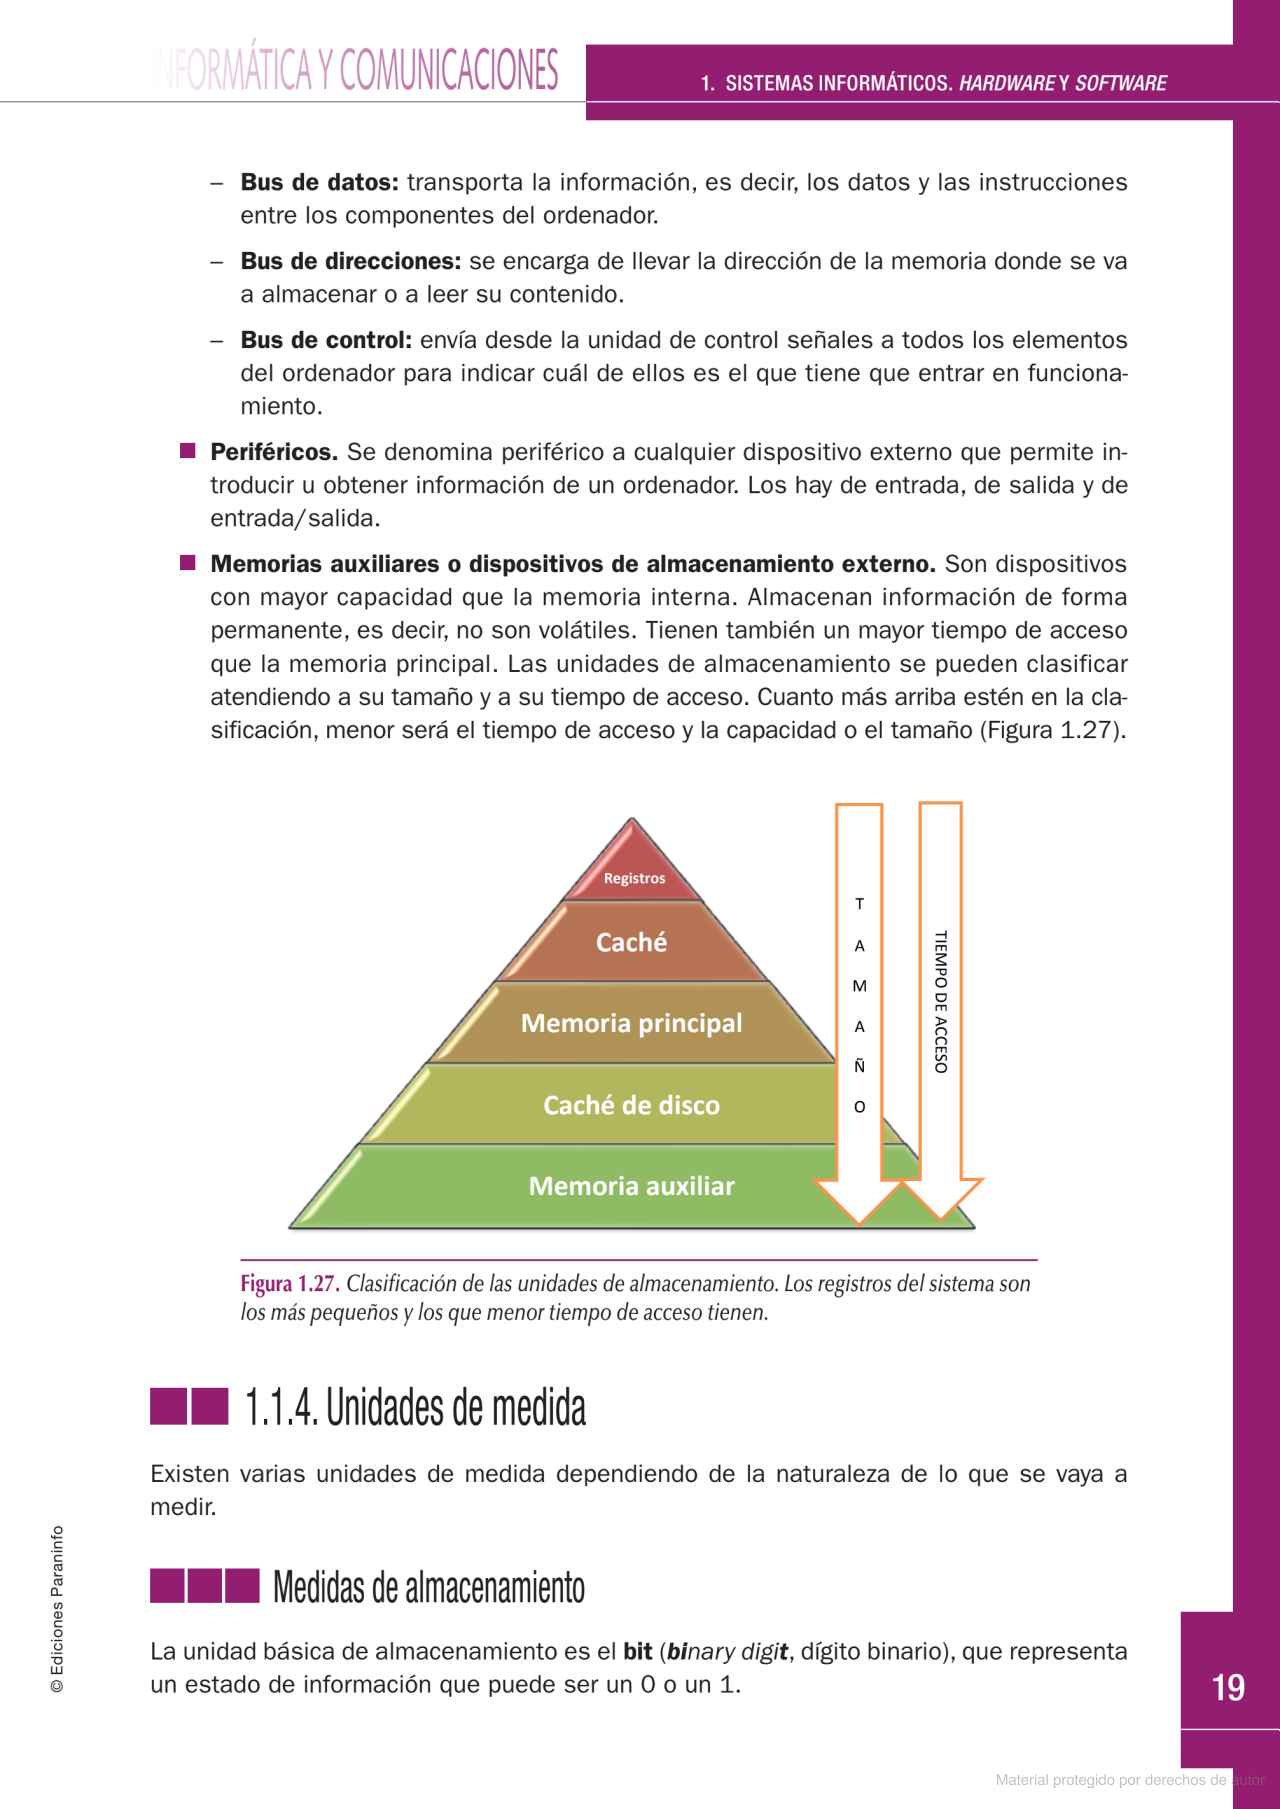 INFORMÁTICA Y COMUNICACIONES
1. SISTEMAS INFORMÁTICOS. HARDWARE Y SOFTWARE
– Bus de datos: transporta la información, es decir, los datos y las instrucciones
entre los componentes del ordenador.
– Bus de direcciones: se encarga de llevar la dirección de la memoria donde se va
a almacenar o a leer su contenido.
– Bus de control: envía desde la unidad de control señales a todos los elementos
del ordenador para indicar cuál de ellos es el que tiene que entrar en funciona-
miento.
Periféricos. Se denomina periférico a cualquier dispositivo externo que permite in-
troducir u obtener información de un ordenador. Los hay de entrada, de salida y de
entrada/salida.
Memorias auxiliares o dispositivos de almacenamiento externo. Son dispositivos
con mayor capacidad que la memoria interna. Almacenan información de forma
permanente, es decir, no son volátiles. Tienen también un mayor tiempo de acceso
que la memoria principal. Las unidades de almacenamiento se pueden clasificar
atendiendo a su tamaño y a su tiempo de acceso. Cuanto más arriba estén en la cla-
sificación, menor será el tiempo de acceso y la capacidad o el tamaño (Figura 1.27).
Registros
Caché
Memoria principal
Caché de disco
Memoria auxiliar
T
A
M
A
Ñ
O
TIEMPO DE ACCESO
Figura 1.27. Clasificación de las unidades de almacenamiento. Los registros del sistema son
los más pequeños y los que menor tiempo de acceso tienen.
1.1.4. Unidades de medida
Existen varias unidades de medida dependiendo de la naturaleza de lo que se vaya a
medir.
Medidas de almacenamiento
La unidad básica de almacenamiento es el bit (binary digit, dígito binario), que representa
un estado de información que puede ser un 0 o un 1.
© Ediciones Paraninfo
19
Material protegido por derechos de autor